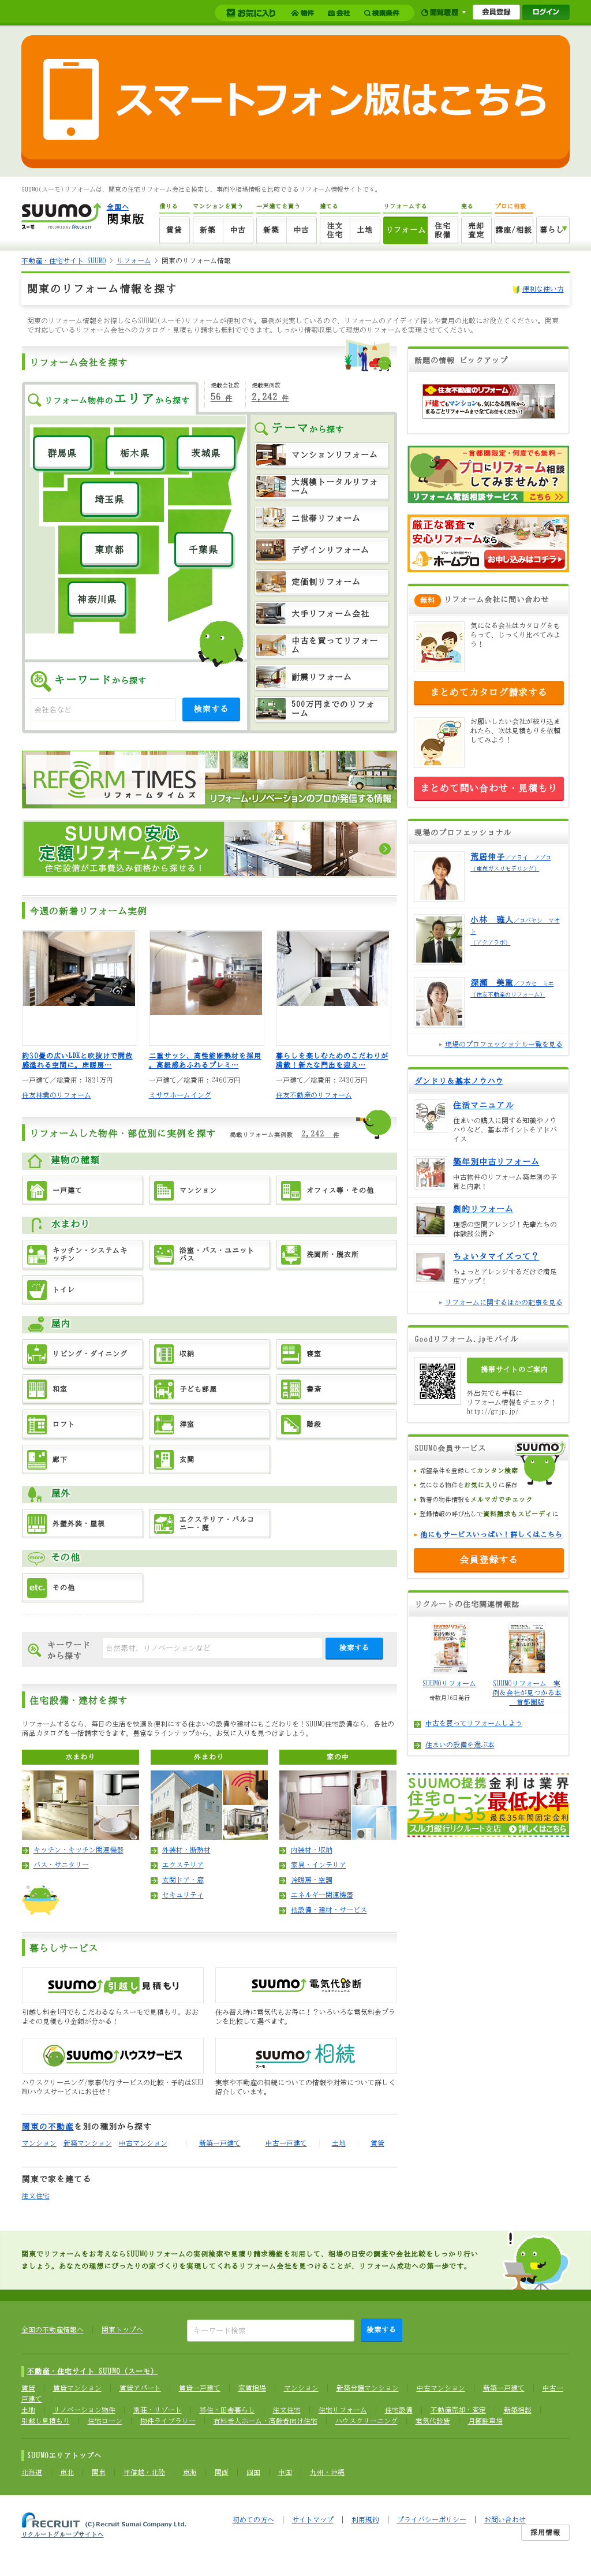 お気に入り
物件
会社
検索条件
閲覧履歴
会員登録
ログイン
スマートフォン版はこちら
SUUMO(スーモ)リフォームは、関東のリフォーム会社を検索し、事例や相場情報を比較できるリフォーム情報サイトです。
SUUMO
スーモ PRODUCED BY RECRUIT
全国へ
関東版
借りる
マンションを買う
一戸建てを買う
建てる
リフォームする
売る
プロに相談
賃貸
新築
中古
新築
中古
注文住宅
土地
リフォーム
住宅設備
売却査定
講座/相談
暮らし
不動産・住宅サイト SUUMO > リフォーム > 関東のリフォーム情報
関東のリフォーム情報を探す
便利な使い方
関東のリフォーム情報をお探しならSUUMO(スーモ)リフォームが便利です。事例が充実しているので、リフォームのアイディア探しや費用の比較にお役立てください。関東
で対応しているリフォーム会社へのカタログ・見積もり請求も無料でできます。しっかり情報収集して理想のリフォームを実現させてください。
リフォーム会社を探す
リフォーム物件のエリアから探す
掲載会社数
56 件
掲載実例数
2,242 件
群馬県
栃木県
茨城県
埼玉県
東京都
千葉県
神奈川県
キーワードから探す
会社名など
検索する
テーマから探す
マンションリフォーム
大規模トータルリフォーム
二世帯リフォーム
デザインリフォーム
定価制リフォーム
大手リフォーム会社
中古を買ってリフォーム
耐震リフォーム
500万円までのリフォーム
REFORM TIMES
リフォームタイムズ
リフォーム・リノベーションのプロが発信する情報
SUUMO安心
定額リフォームプラン
住宅設備が工事費込み価格から探せる!
今週の新着リフォーム実例
約30畳の広いLDKと吹抜けで開放感溢れる空間に。床暖房…
一戸建て／総費用：1831万円
住友林業のリフォーム
二重サッシ、高性能断熱材を採用。高級感あふれるプレミ…
一戸建て／総費用：2460万円
ミサワホームイング
暮らしを楽しむためのこだわりが満載！新たな門出を迎え…
一戸建て／総費用：2430万円
住友不動産のリフォーム
リフォームした物件・部位別に実例を探す
掲載リフォーム実例数 2,242 件
建物の種類
一戸建て
マンション
オフィス等・その他
水まわり
キッチン・システムキッチン
浴室・バス・ユニットバス
洗面所・脱衣所
トイレ
屋内
リビング・ダイニング
収納
寝室
和室
子ども部屋
書斎
ロフト
洋室
階段
廊下
玄関
屋外
外壁外装・屋根
エクステリア・バルコニー・庭
その他
etc.
その他
キーワードから探す
自然素材、リノベーションなど
検索する
住宅設備・建材を探す
リフォームするなら、毎日の生活を快適＆便利にする住まいの設備や建材にもこだわりを！SUUMO住宅設備なら、各社の
商品カタログを一括請求できます。豊富なラインナップから、お気に入りを見つけましょう。
水まわり
キッチン・キッチン関連機器
バス・サニタリー
外まわり
外装材・断熱材
エクステリア
玄関ドア・窓
セキュリティ
家の中
内装材・収納
家具・インテリア
冷暖房・空調
エネルギー関連機器
他設備・建材・サービス
暮らしサービス
SUUMO引越し見積もり
引越し料金1円でもこだわるならスーモで見積もり。おおよその見積もり金額が分かる！
SUUMO電気代診断
住み替え時に電気代もお得に！？いろいろな電気料金プランを比較して選べます。
SUUMOハウスサービス
ハウスクリーニング/家事代行サービスの比較・予約はSUUMOハウスサービスにお任せ！
SUUMO相続
実家や不動産の相続についての情報や対策について詳しく紹介しています。
関東の不動産を別の種別から探す
マンション 新築マンション 中古マンション 新築一戸建て 中古一戸建て 土地 賃貸
関東で家を建てる
注文住宅
話題の情報 ピックアップ
住友不動産のリフォーム
戸建てもマンションも、気になる箇所から
まるごとリフォームまで全てお任せください！
－首都圏限定・何度でも無料－
プロにリフォーム相談してみませんか？
リフォーム電話相談サービス こちら
厳正な審査で安心リフォームなら
ホームプロ
お申し込みはコチラ
無料 リフォーム会社に問い合わせ
気になる会社はカタログをもらって、じっくり比べてみよう！
まとめてカタログ請求する
お願いしたい会社が絞り込まれたら、次は見積もりを依頼してみよう！
まとめて問い合わせ・見積もり
現場のプロフェッショナル
荒居伸子／アライ ノブコ
（東京ガスリモデリング）
小林 雅人／コバヤシ マサト
（アクアラボ）
深瀬 美重／フカセ ミエ
（住友不動産のリフォーム）
現場のプロフェッショナル一覧を見る
ダンドリ＆基本ノウハウ
住活マニュアル
住まいの購入に関する知識やノウハウなど、基本ポイントをアドバイス
築年別中古リフォーム
中古物件のリフォーム築年別の予算と内訳！
劇的リフォーム
理想の空間アレンジ！先輩たちの体験談公開♪
ちょいタマイズって？
ちょっとアレンジするだけで満足度アップ！
リフォームに関するほかの記事を見る
Goodリフォーム.jpモバイル
携帯サイトのご案内
外出先でも手軽に
リフォーム情報をチェック！
http://grjp.jp/
SUUMO会員サービス
SUUMO
希望条件を登録してカンタン検索
気になる物件をお気に入りに保存
新着の物件情報をメルマガでチェック
登録情報の呼び出しで資料請求もスピーディに
他にもサービスいっぱい！詳しくはこちら
会員登録する
リクルートの住宅関連情報誌
SUUMOリフォーム
奇数月16日発行
SUUMOリフォーム 実例＆会社が見つかる本 首都圏版
中古を買ってリフォームしよう
住まいの設備を選ぶ本
SUUMO提携
住宅ローン
フラット35
金利は業界最低水準
最長35年間固定金利
スルガ銀行リクルート支店
詳しくはこちら
関東でリフォームをお考えならSUUMOリフォームの実例検索や見積り請求機能を利用して、相場の目安の調査や会社比較をしっかり行い
ましょう。あなたの理想にぴったりの家づくりを実現してくれるリフォーム会社を見つけることが、リフォーム成功への第一歩です。
全国の不動産情報へ
関東トップへ
キーワード検索
検索する
不動産・住宅サイト SUUMO（スーモ）
賃貸 賃貸マンション 賃貸アパート 賃貸一戸建て 家賃相場 マンション 新築分譲マンション 中古マンション 新築一戸建て 中古一戸建て
土地 リノベーション物件 別荘・リゾート 移住・田舎暮らし 注文住宅 住宅リフォーム 住宅設備 不動産売却・査定 新築相談
引越し見積もり 住宅ローン 物件ライブラリー 有料老人ホーム・高齢者向け住宅 ハウスクリーニング 電気代診断 月極駐車場
SUUMOエリアトップへ
北海道 東北 関東 甲信越・北陸 東海 関西 四国 中国 九州・沖縄
RECRUIT (C) Recruit Sumai Company Ltd.
リクルートグループサイトへ
初めての方へ | サイトマップ | 利用規約 | プライバシーポリシー | お問い合わせ
採用情報